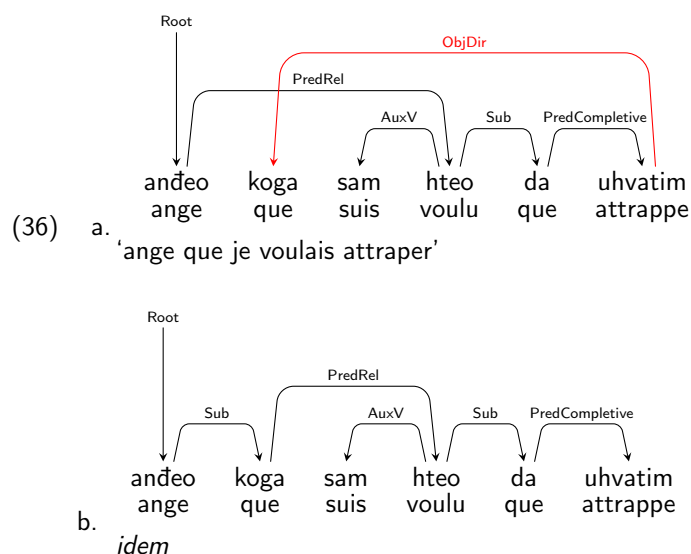 Root
ObjDir
PredRel
AuxV Sub PredCompletive
anđeo koga sam hteo da uhvatim
ange que suis voulu que attrappe
(36) a.
‘ange que je voulais attraper’
Root
PredRel
Sub AuxV Sub PredCompletive
anđeo koga sam hteo da uhvatim
ange que suis voulu que attrappe
b.
idem